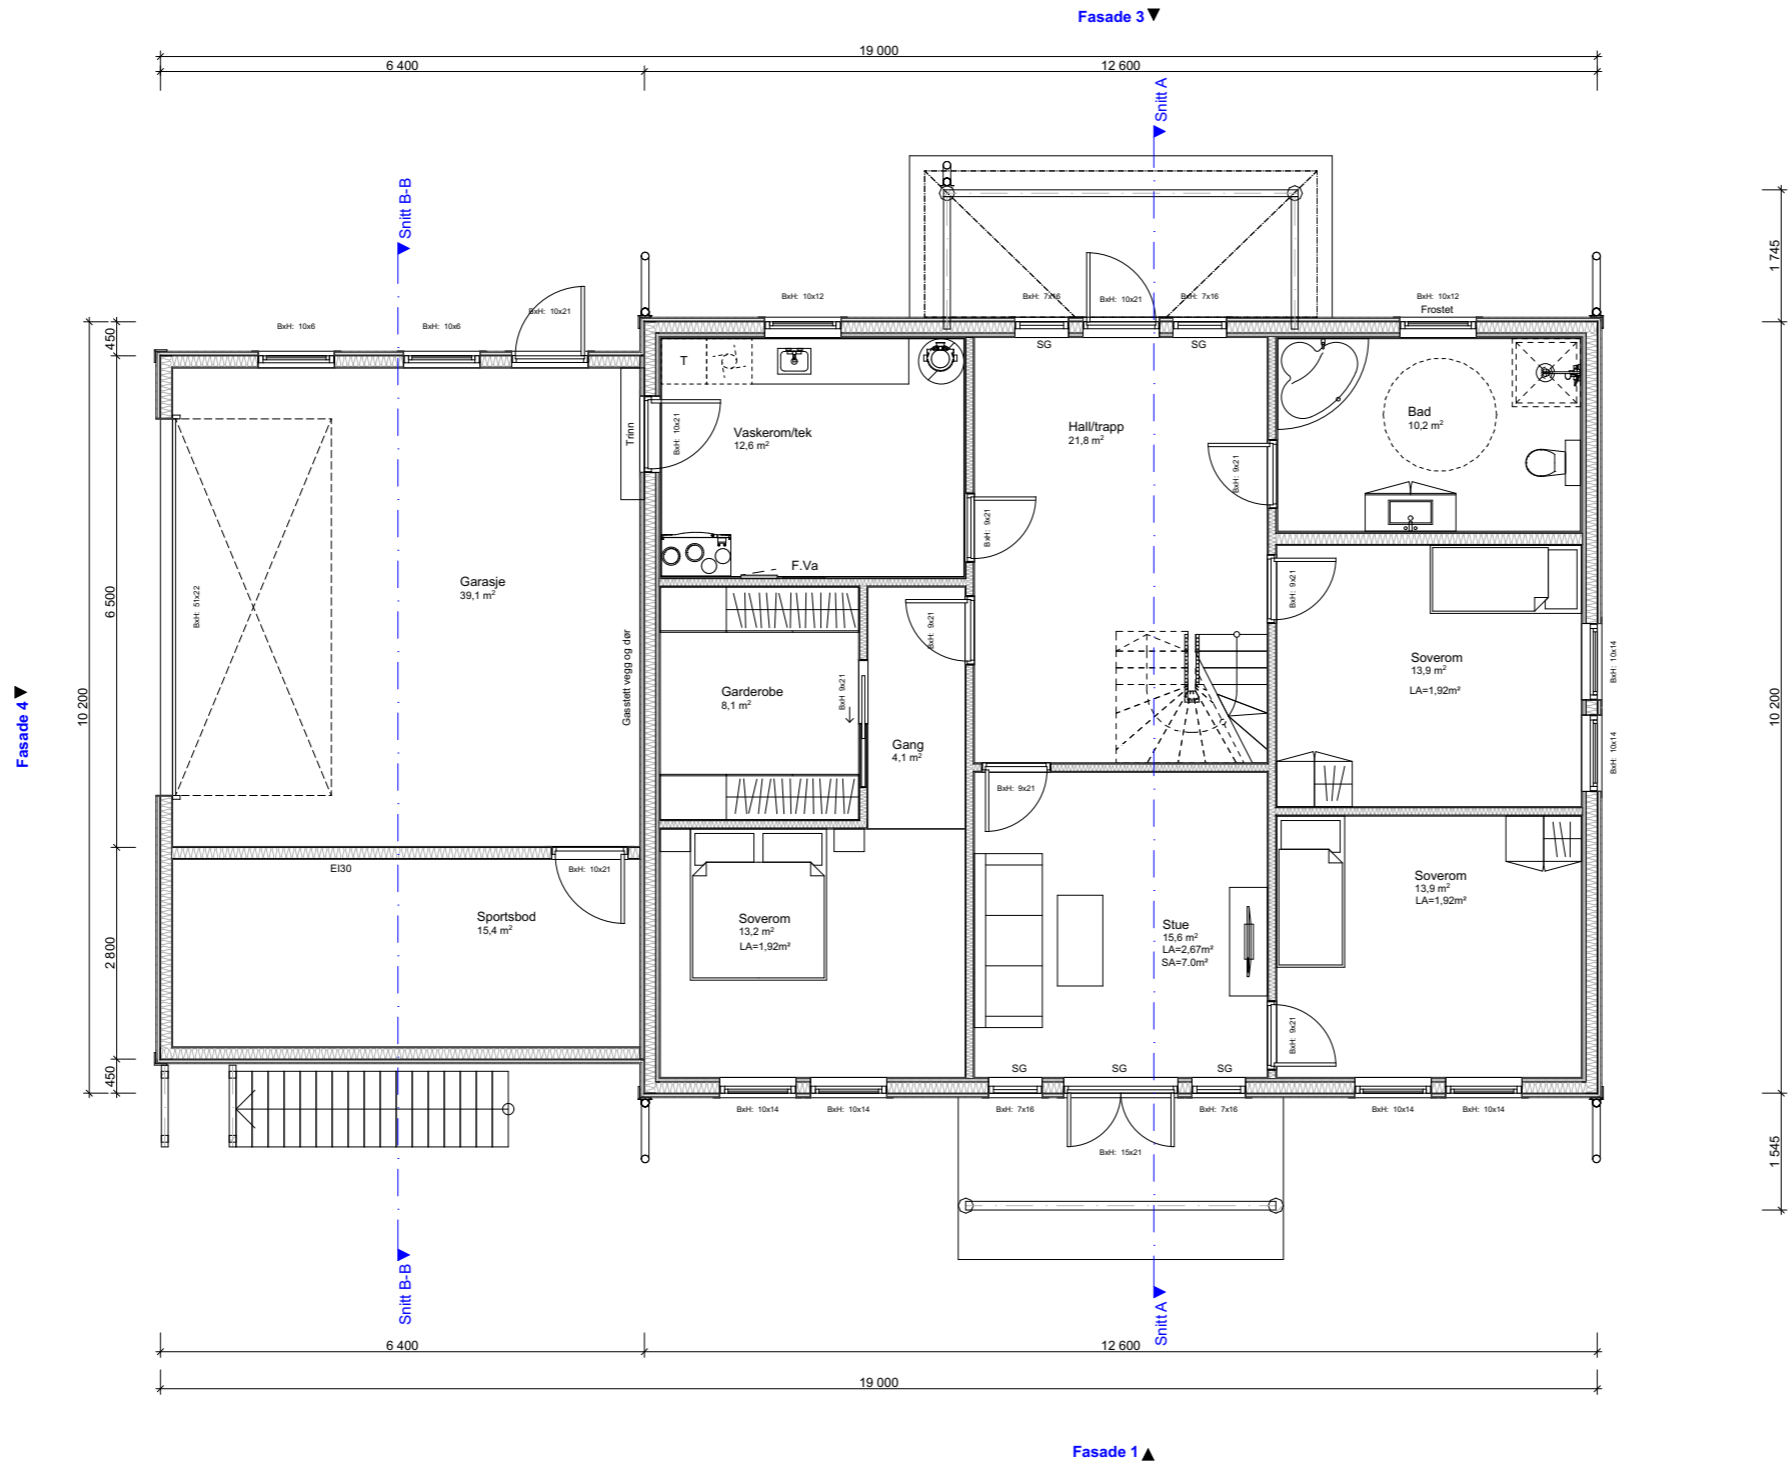 Fasade 3
19 000
6 400
12 600
Snitt A
Snitt B-B
1 745
BxH: 10x12
BxH: 7x16
BxH: 10x21
BxH: 7x16
BxH: 10x12
Frostet
BxH: 10x6
BxH: 10x6
BxH: 10x21
450
SG
SG
T
Trinn
BxH: 10x21
Vaskerom/tek
12,6 m²
Hall/trapp
21,8 m²
Bad
10,2 m²
BxH: 9x21
BxH: 9x21
F.Va
Garasje
39,1 m²
BxH: 51x22
6 500
BxH: 9x21
BxH: 9x21
Gasstett vegg og dør
Garderobe
8,1 m²
BxH 9x21
Gang
4,1 m²
Soverom
13,9 m²
LA=1,92m²
BxH: 10x14
BxH: 10x14
Fasade 4
10 200
10 200
BxH: 9x21
EI30
BxH: 10x21
Sportsbod
15,4 m²
2 800
Soverom
13,2 m²
LA=1,92m²
Stue
15,6 m²
LA=2,67m²
SA=7.0m²
Soverom
13,9 m²
LA=1,92m²
BxH: 9x21
450
SG
SG
SG
BxH: 10x14
BxH: 10x14
BxH: 7x16
BxH: 7x16
BxH: 10x14
BxH: 10x14
BxH: 15x21
1 545
Snitt B-B
Snitt A
6 400
12 600
19 000
Fasade 1